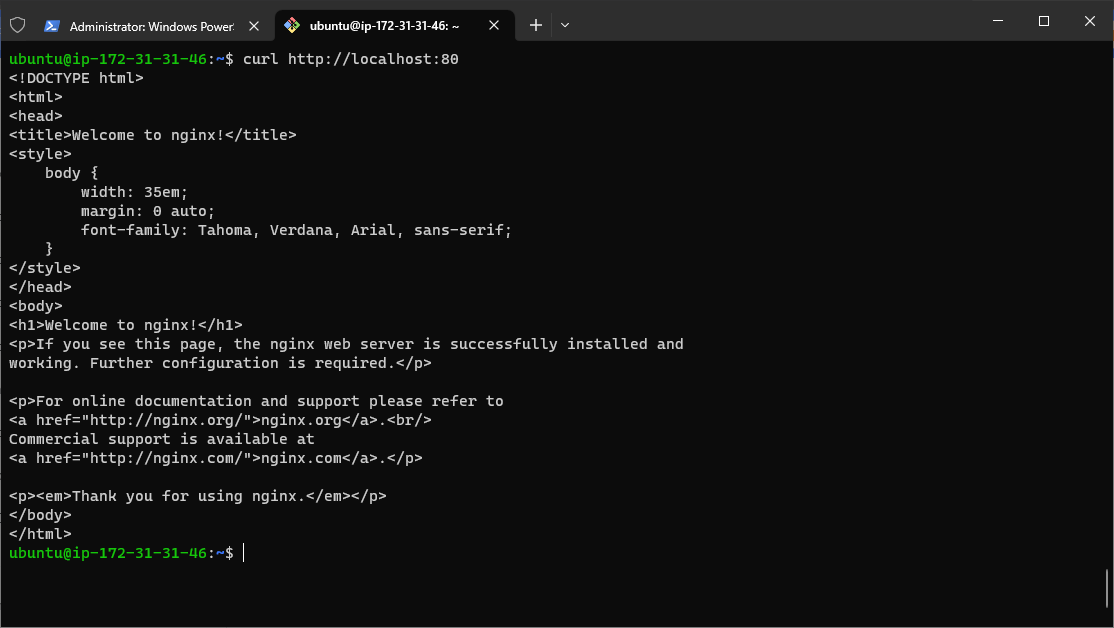 Administrator: Windows Power
ubuntu@ip-172-31-31-46: ~
ubuntu@ip-172-31-31-46:~$ curl http://localhost:80
<!DOCTYPE html>
<html>
<head>
<title>Welcome to nginx!</title>
<style>
    body {
        width: 35em;
        margin: 0 auto;
        font-family: Tahoma, Verdana, Arial, sans-serif;
    }
</style>
</head>
<body>
<h1>Welcome to nginx!</h1>
<p>If you see this page, the nginx web server is successfully installed and
working. Further configuration is required.</p>

<p>For online documentation and support please refer to
<a href="http://nginx.org/">nginx.org</a>.<br/>
Commercial support is available at
<a href="http://nginx.com/">nginx.com</a>.</p>

<p><em>Thank you for using nginx.</em></p>
</body>
</html>
ubuntu@ip-172-31-31-46:~$